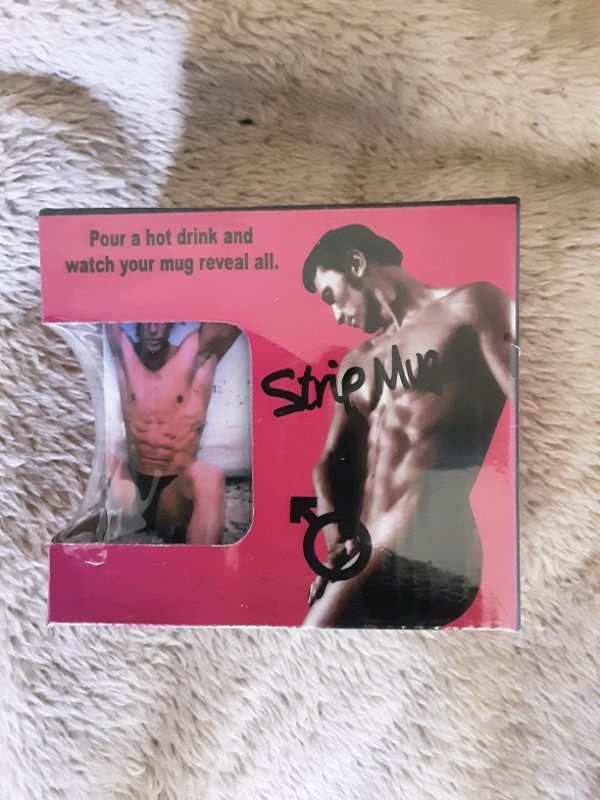 Pour a hot drink and
watch your mug reveal all.
Strip Mug